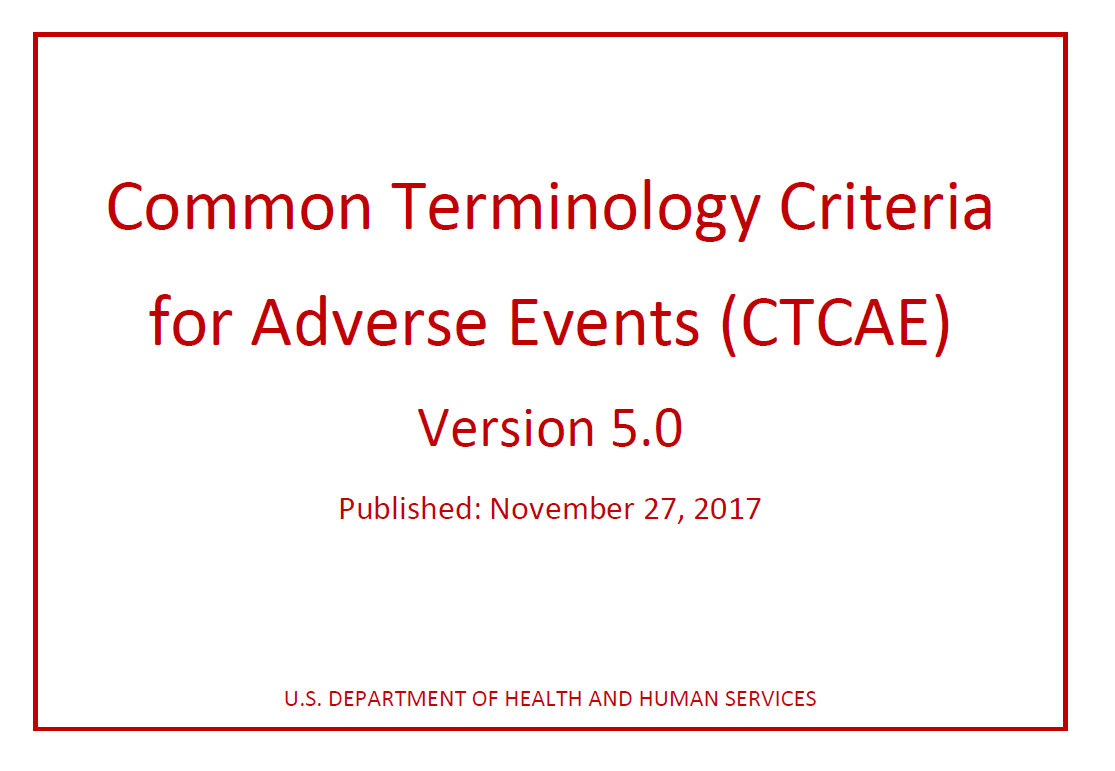 Common Terminology Criteria
for Adverse Events (CTCAE)
Version 5.0
Published: November 27, 2017
U.S. DEPARTMENT OF HEALTH AND HUMAN SERVICES